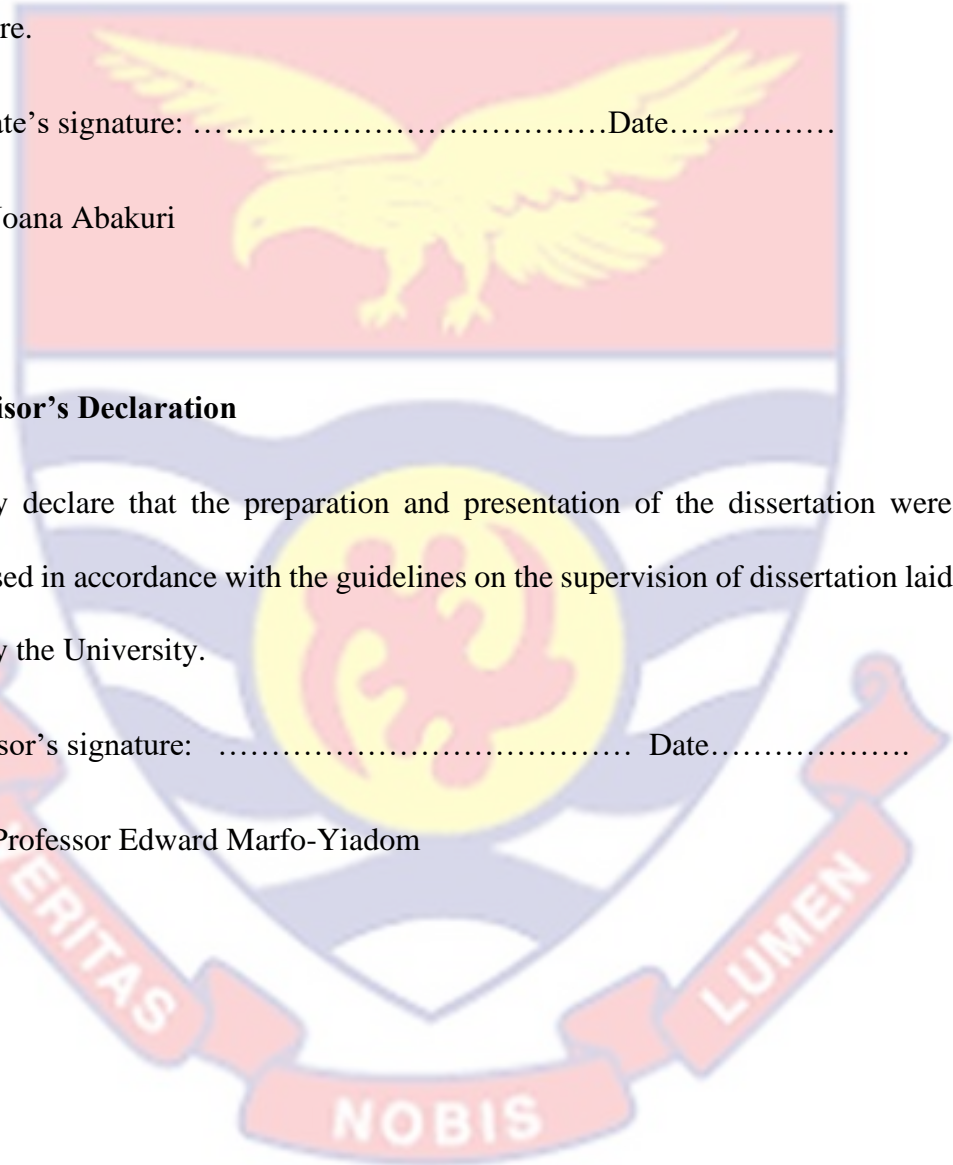 re.
ate’s signature: …………………………………Date…….………
Joana Abakuri
isor’s Declaration
y declare that the preparation and presentation of the dissertation were
sed in accordance with the guidelines on the supervision of dissertation laid
y the University.
sor’s signature: ………………………………… Date……………….
Professor Edward Marfo-Yiadom
VERITAS
NOBIS
LUMEN